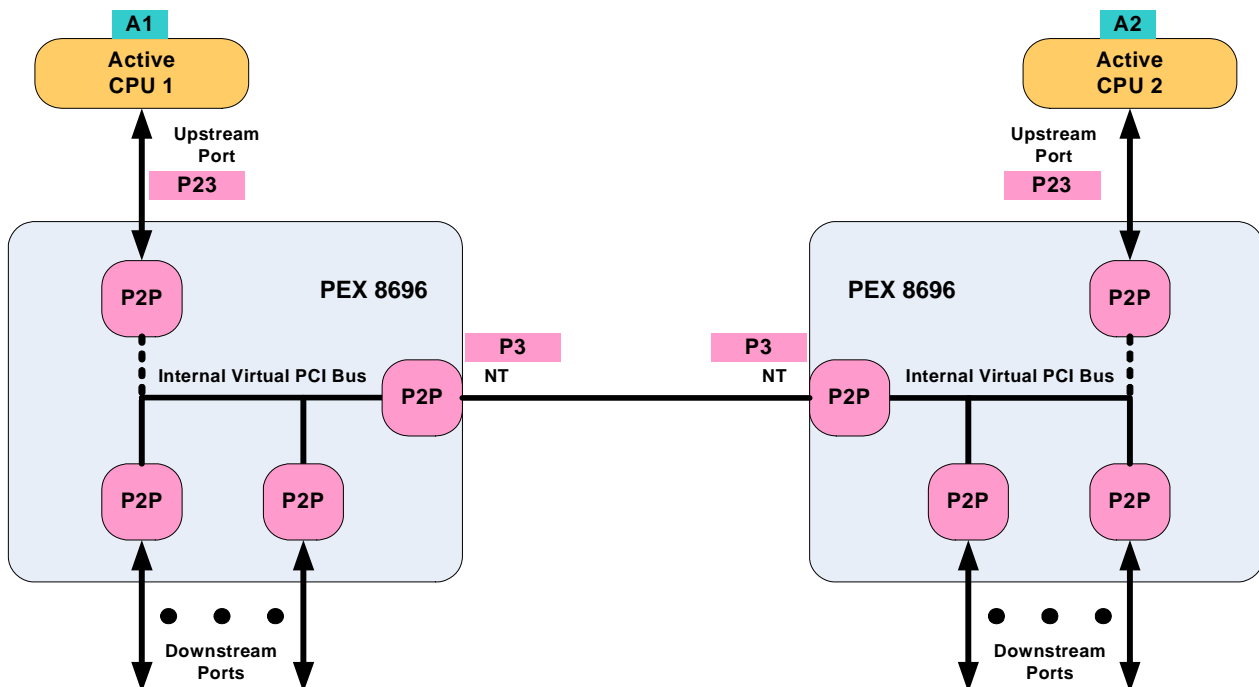 A1
A2
Active
CPU 1
Active
CPU 2
Upstream
Port
Upstream
Port
P23
P23
P2P
PEX 8696
PEX 8696
P2P
P3
P3
Internal Virtual PCI Bus
P2P
NT
NT
P2P
Internal Virtual PCI Bus
P2P
P2P
P2P
P2P
Downstream
Ports
Downstream
Ports